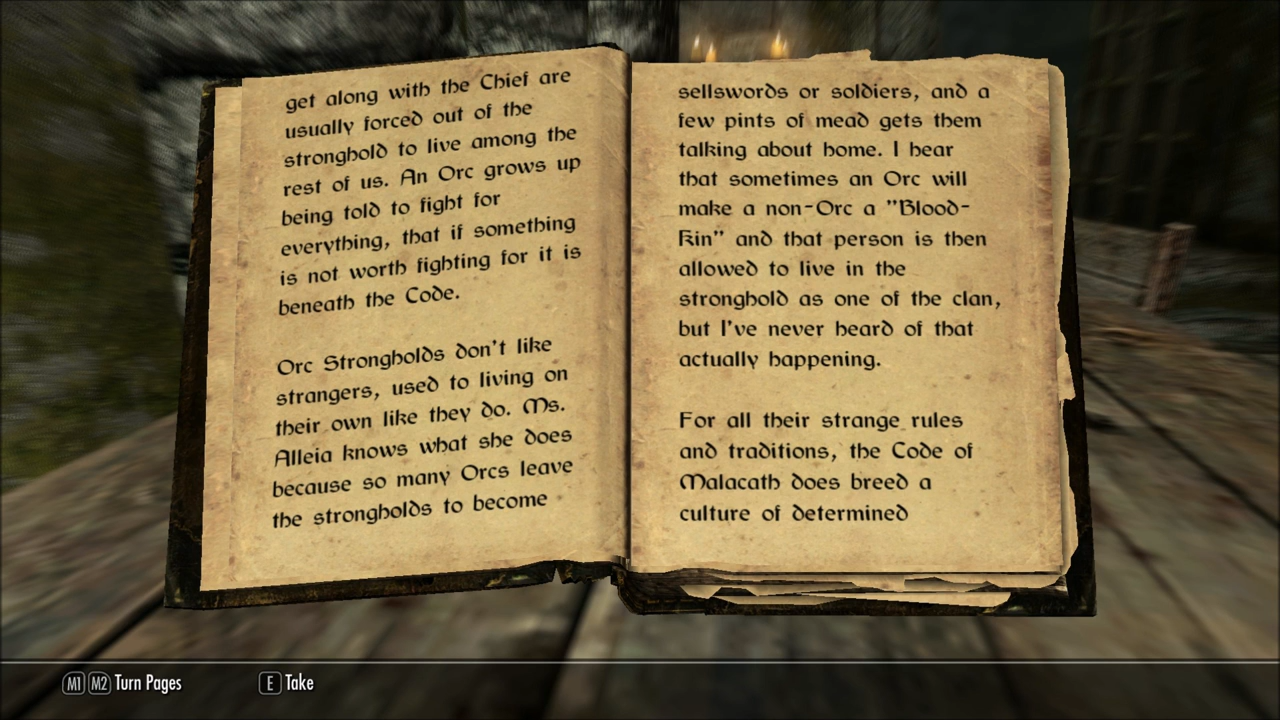 get along with the Chief are
usually forced out of the
stronghold to live among the
rest of us. An Orc grows up
being told to fight for
everything, that if something
is not worth fighting for it is
beneath the Code.
Orc Strongholds don't like
strangers, used to living on
their own like they do. Ms.
Alleia knows what she does
because so many Orcs leave
the strongholds to become
sellswords or soldiers, and a
few pints of mead gets them
talking about home. I hear
that sometimes an Orc will
make a non-Orc a "Blood-
Kin" and that person is then
allowed to live in the
stronghold as one of the clan,
but I've never heard of that
actually happening.
For all their strange rules
and traditions, the Code of
Malacath does breed a
culture of determined
M1 M2 Turn Pages
E Take